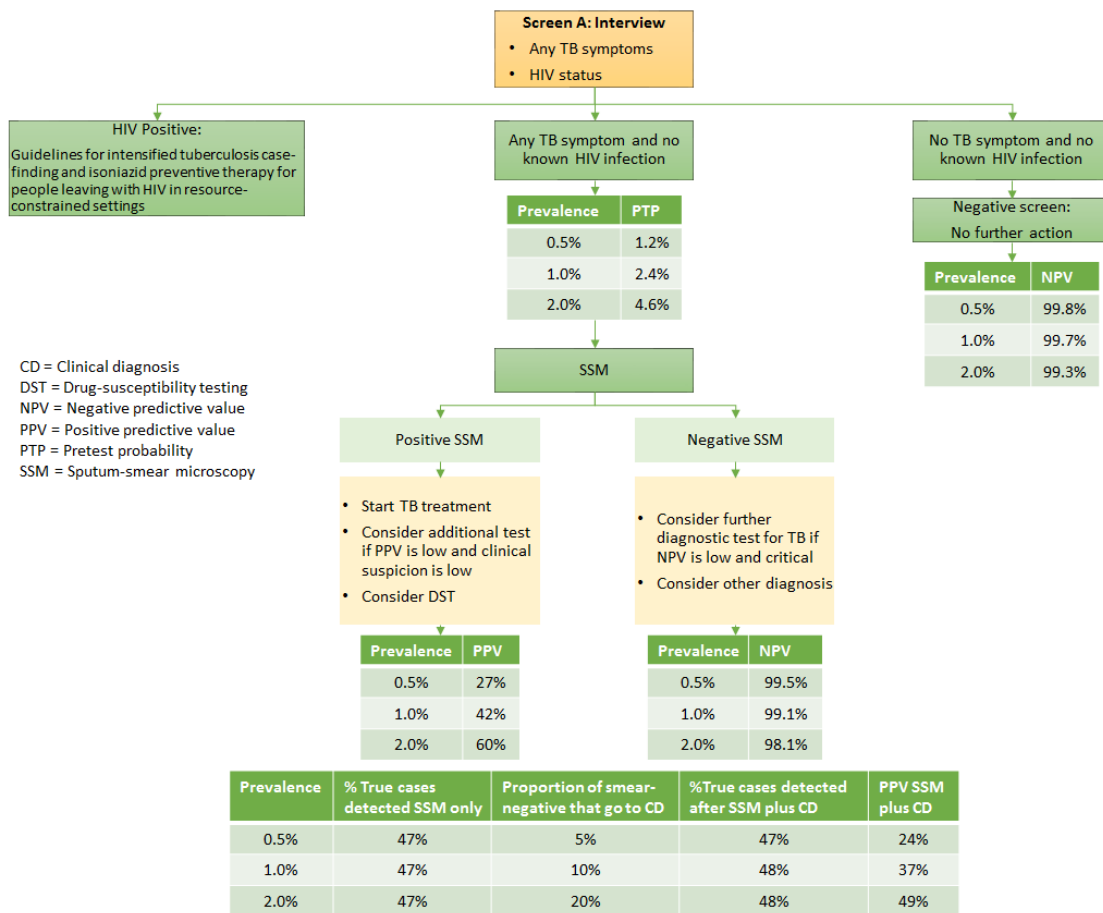 Screen A: Interview
• Any TB symptoms
• HIV status
HIV Positive:
Guidelines for intensified tuberculosis case-
finding and isoniazid preventive therapy for
people leaving with HIV in resource-
constrained settings
Any TB symptom and no
known HIV infection
No TB symptom and no
known HIV infection
Negative screen:
No further action
Prevalence PTP
0.5% 1.2%
1.0% 2.4%
2.0% 4.6%
Prevalence NPV
0.5% 99.8%
1.0% 99.7%
2.0% 99.3%
CD = Clinical diagnosis
DST = Drug-susceptibility testing
NPV = Negative predictive value
PPV = Positive predictive value
PTP = Pretest probability
SSM = Sputum-smear microscopy
SSM
Positive SSM
Negative SSM
• Start TB treatment
• Consider additional test
if PPV is low and clinical
suspicion is low
• Consider DST
• Consider further
diagnostic test for TB if
NPV is low and critical
• Consider other diagnosis
Prevalence PPV
0.5% 27%
1.0% 42%
2.0% 60%
Prevalence NPV
0.5% 99.5%
1.0% 99.1%
2.0% 98.1%
Prevalence % True cases Proportion of smear- %True cases detected PPV SSM
detected SSM only negative that go to CD after SSM plus CD plus CD
0.5% 47% 5% 47% 24%
1.0% 47% 10% 48% 37%
2.0% 47% 20% 48% 49%